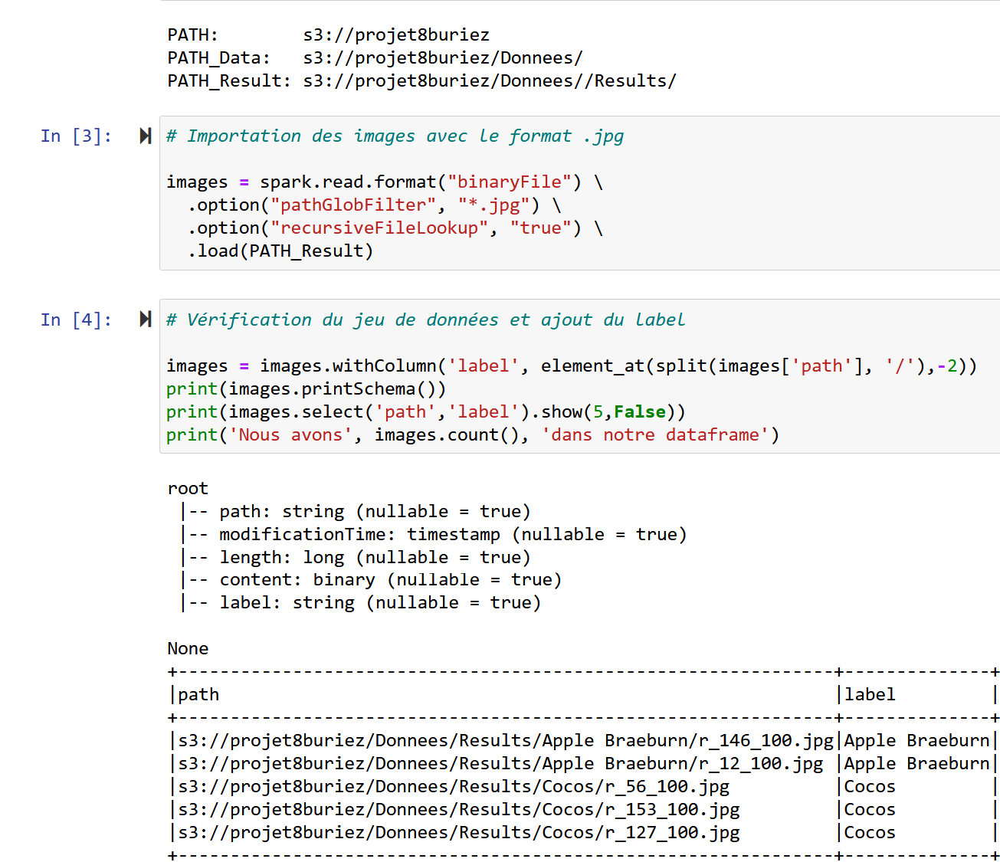 PATH:        s3://projet8buriez
PATH_Data:   s3://projet8buriez/Donnees/
PATH_Result: s3://projet8buriez/Donnees//Results/
In [3]:
# Importation des images avec le format .jpg
images = spark.read.format("binaryFile") \
  .option("pathGlobFilter", "*.jpg") \
  .option("recursiveFileLookup", "true") \
  .load(PATH_Result)
In [4]:
# Vérification du jeu de données et ajout du label
images = images.withColumn('label', element_at(split(images['path'], '/'),-2))
print(images.printSchema())
print(images.select('path','label').show(5,False))
print('Nous avons', images.count(), 'dans notre dataframe')
root
 |-- path: string (nullable = true)
 |-- modificationTime: timestamp (nullable = true)
 |-- length: long (nullable = true)
 |-- content: binary (nullable = true)
 |-- label: string (nullable = true)
None
+---------------------------------------------------------------+--------------+
|path                                                           |label         |
+---------------------------------------------------------------+--------------+
|s3://projet8buriez/Donnees/Results/Apple Braeburn/r_146_100.jpg|Apple Braeburn|
|s3://projet8buriez/Donnees/Results/Apple Braeburn/r_12_100.jpg |Apple Braeburn|
|s3://projet8buriez/Donnees/Results/Cocos/r_56_100.jpg          |Cocos         |
|s3://projet8buriez/Donnees/Results/Cocos/r_153_100.jpg         |Cocos         |
|s3://projet8buriez/Donnees/Results/Cocos/r_127_100.jpg         |Cocos         |
+---------------------------------------------------------------+--------------+